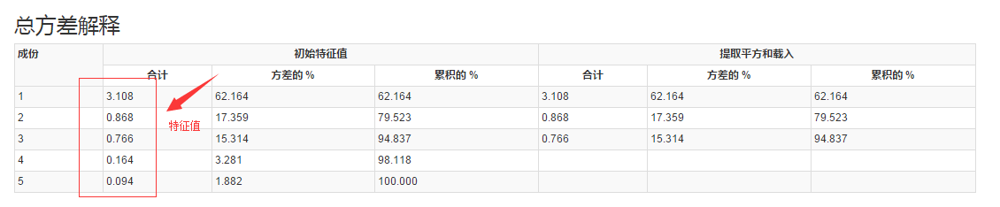 总方差解释
成份 初始特征值 提取平方和载入
合计 方差的 % 累积的 % 合计 方差的 % 累积的 %
1 3.108 62.164 62.164 3.108 62.164 62.164
2 0.868 17.359 79.523 0.868 17.359 79.523
特征值
3 0.766 15.314 94.837 0.766 15.314 94.837
4 0.164 3.281 98.118
5 0.094 1.882 100.000